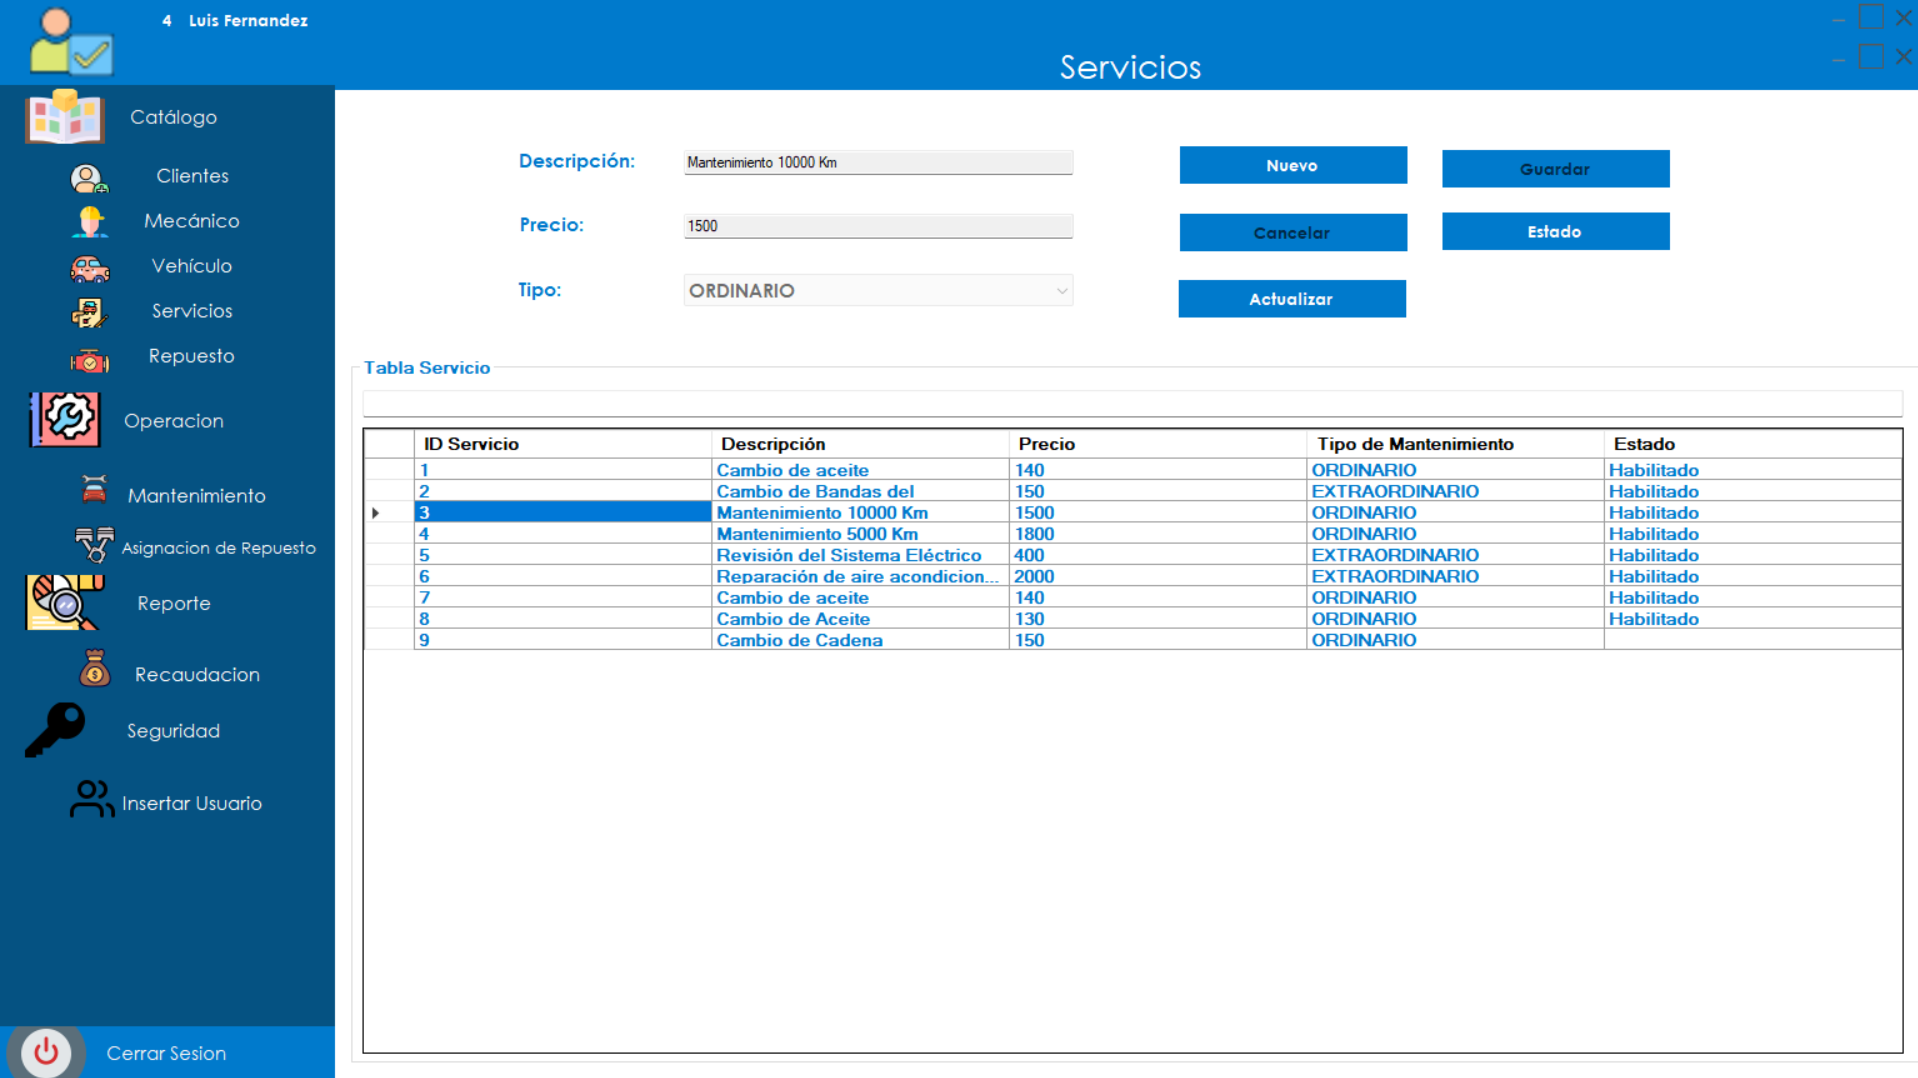 4 Luis Fernandez
Servicios
Catálogo
Clientes
Mecánico
Vehículo
Servicios
Repuesto
Operacion
Mantenimiento
Asignacion de Repuesto
Reporte
Recaudacion
Seguridad
Insertar Usuario
Cerrar Sesion
Descripción: Mantenimiento 10000 Km
Precio: 1500
Tipo: ORDINARIO
Nuevo Guardar
Cancelar Estado
Actualizar
Tabla Servicio
ID Servicio Descripción Precio Tipo de Mantenimiento Estado
1 Cambio de aceite 140 ORDINARIO Habilitado
2 Cambio de Bandas del 150 EXTRAORDINARIO Habilitado
3 Mantenimiento 10000 Km 1500 ORDINARIO Habilitado
4 Mantenimiento 5000 Km 1800 ORDINARIO Habilitado
5 Revisión del Sistema Eléctrico 400 EXTRAORDINARIO Habilitado
6 Reparación de aire acondicion... 2000 EXTRAORDINARIO Habilitado
7 Cambio de aceite 140 ORDINARIO Habilitado
8 Cambio de Aceite 130 ORDINARIO Habilitado
9 Cambio de Cadena 150 ORDINARIO